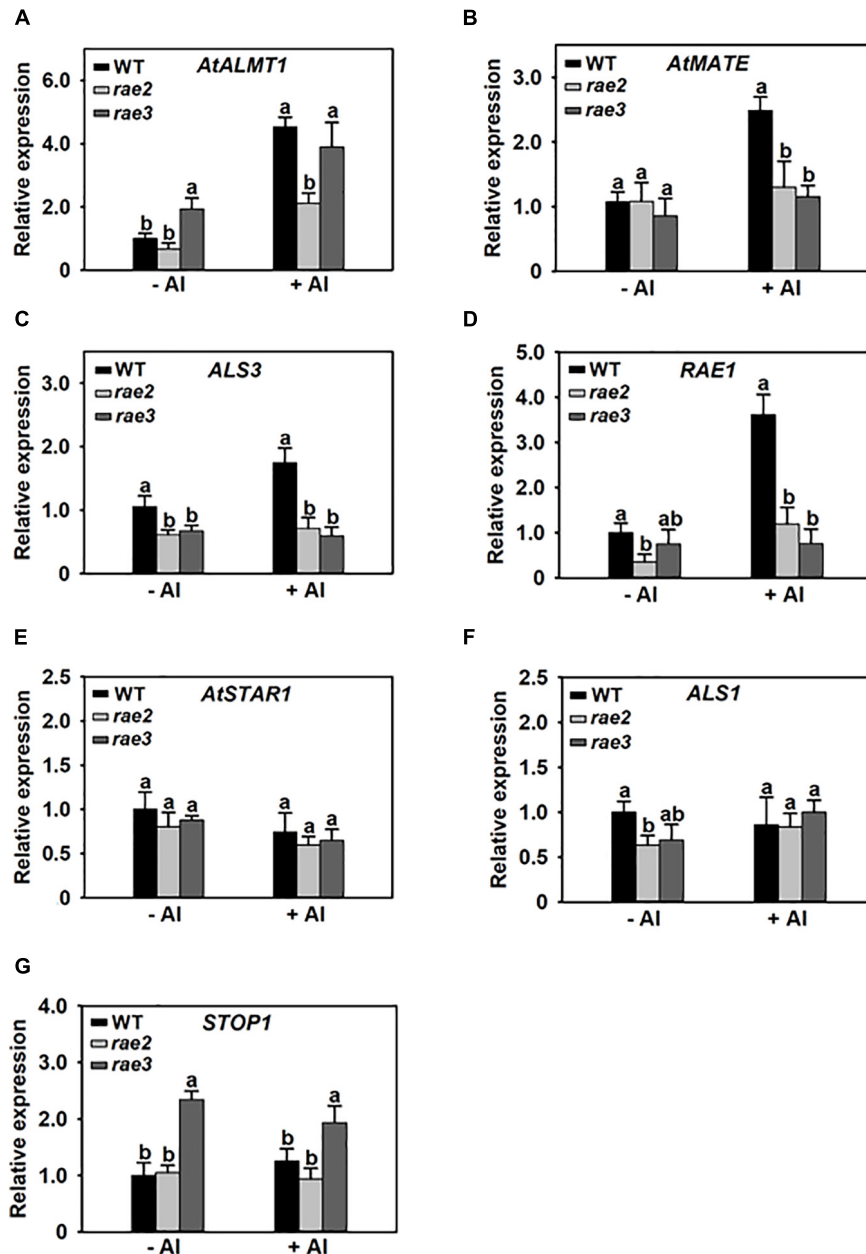 A
AtALMT1
WT
rae2
rae3
Relative expression
6.0
4.0
2.0
0
b b a
a b a
- Al
+ Al
B
AtMATE
WT
rae2
rae3
Relative expression
3.0
2.0
1.0
0
a a a
a b b
- Al
+ Al
C
ALS3
WT
rae2
rae3
Relative expression
3.0
2.0
1.0
0
a b b
a b b
- Al
+ Al
D
RAE1
WT
rae2
rae3
Relative expression
5.0
4.0
3.0
2.0
1.0
0
a b ab
a b b
- Al
+ Al
E
AtSTAR1
WT
rae2
rae3
Relative expression
2.5
2.0
1.5
1.0
0.5
0
a a a
a a a
- Al
+ Al
F
ALS1
WT
rae2
rae3
Relative expression
2.5
2.0
1.5
1.0
0.5
0
a b ab
a a a
- Al
+ Al
G
STOP1
WT
rae2
rae3
Relative expression
4.0
3.0
2.0
1.0
0
b b a
b b a
- Al
+ Al